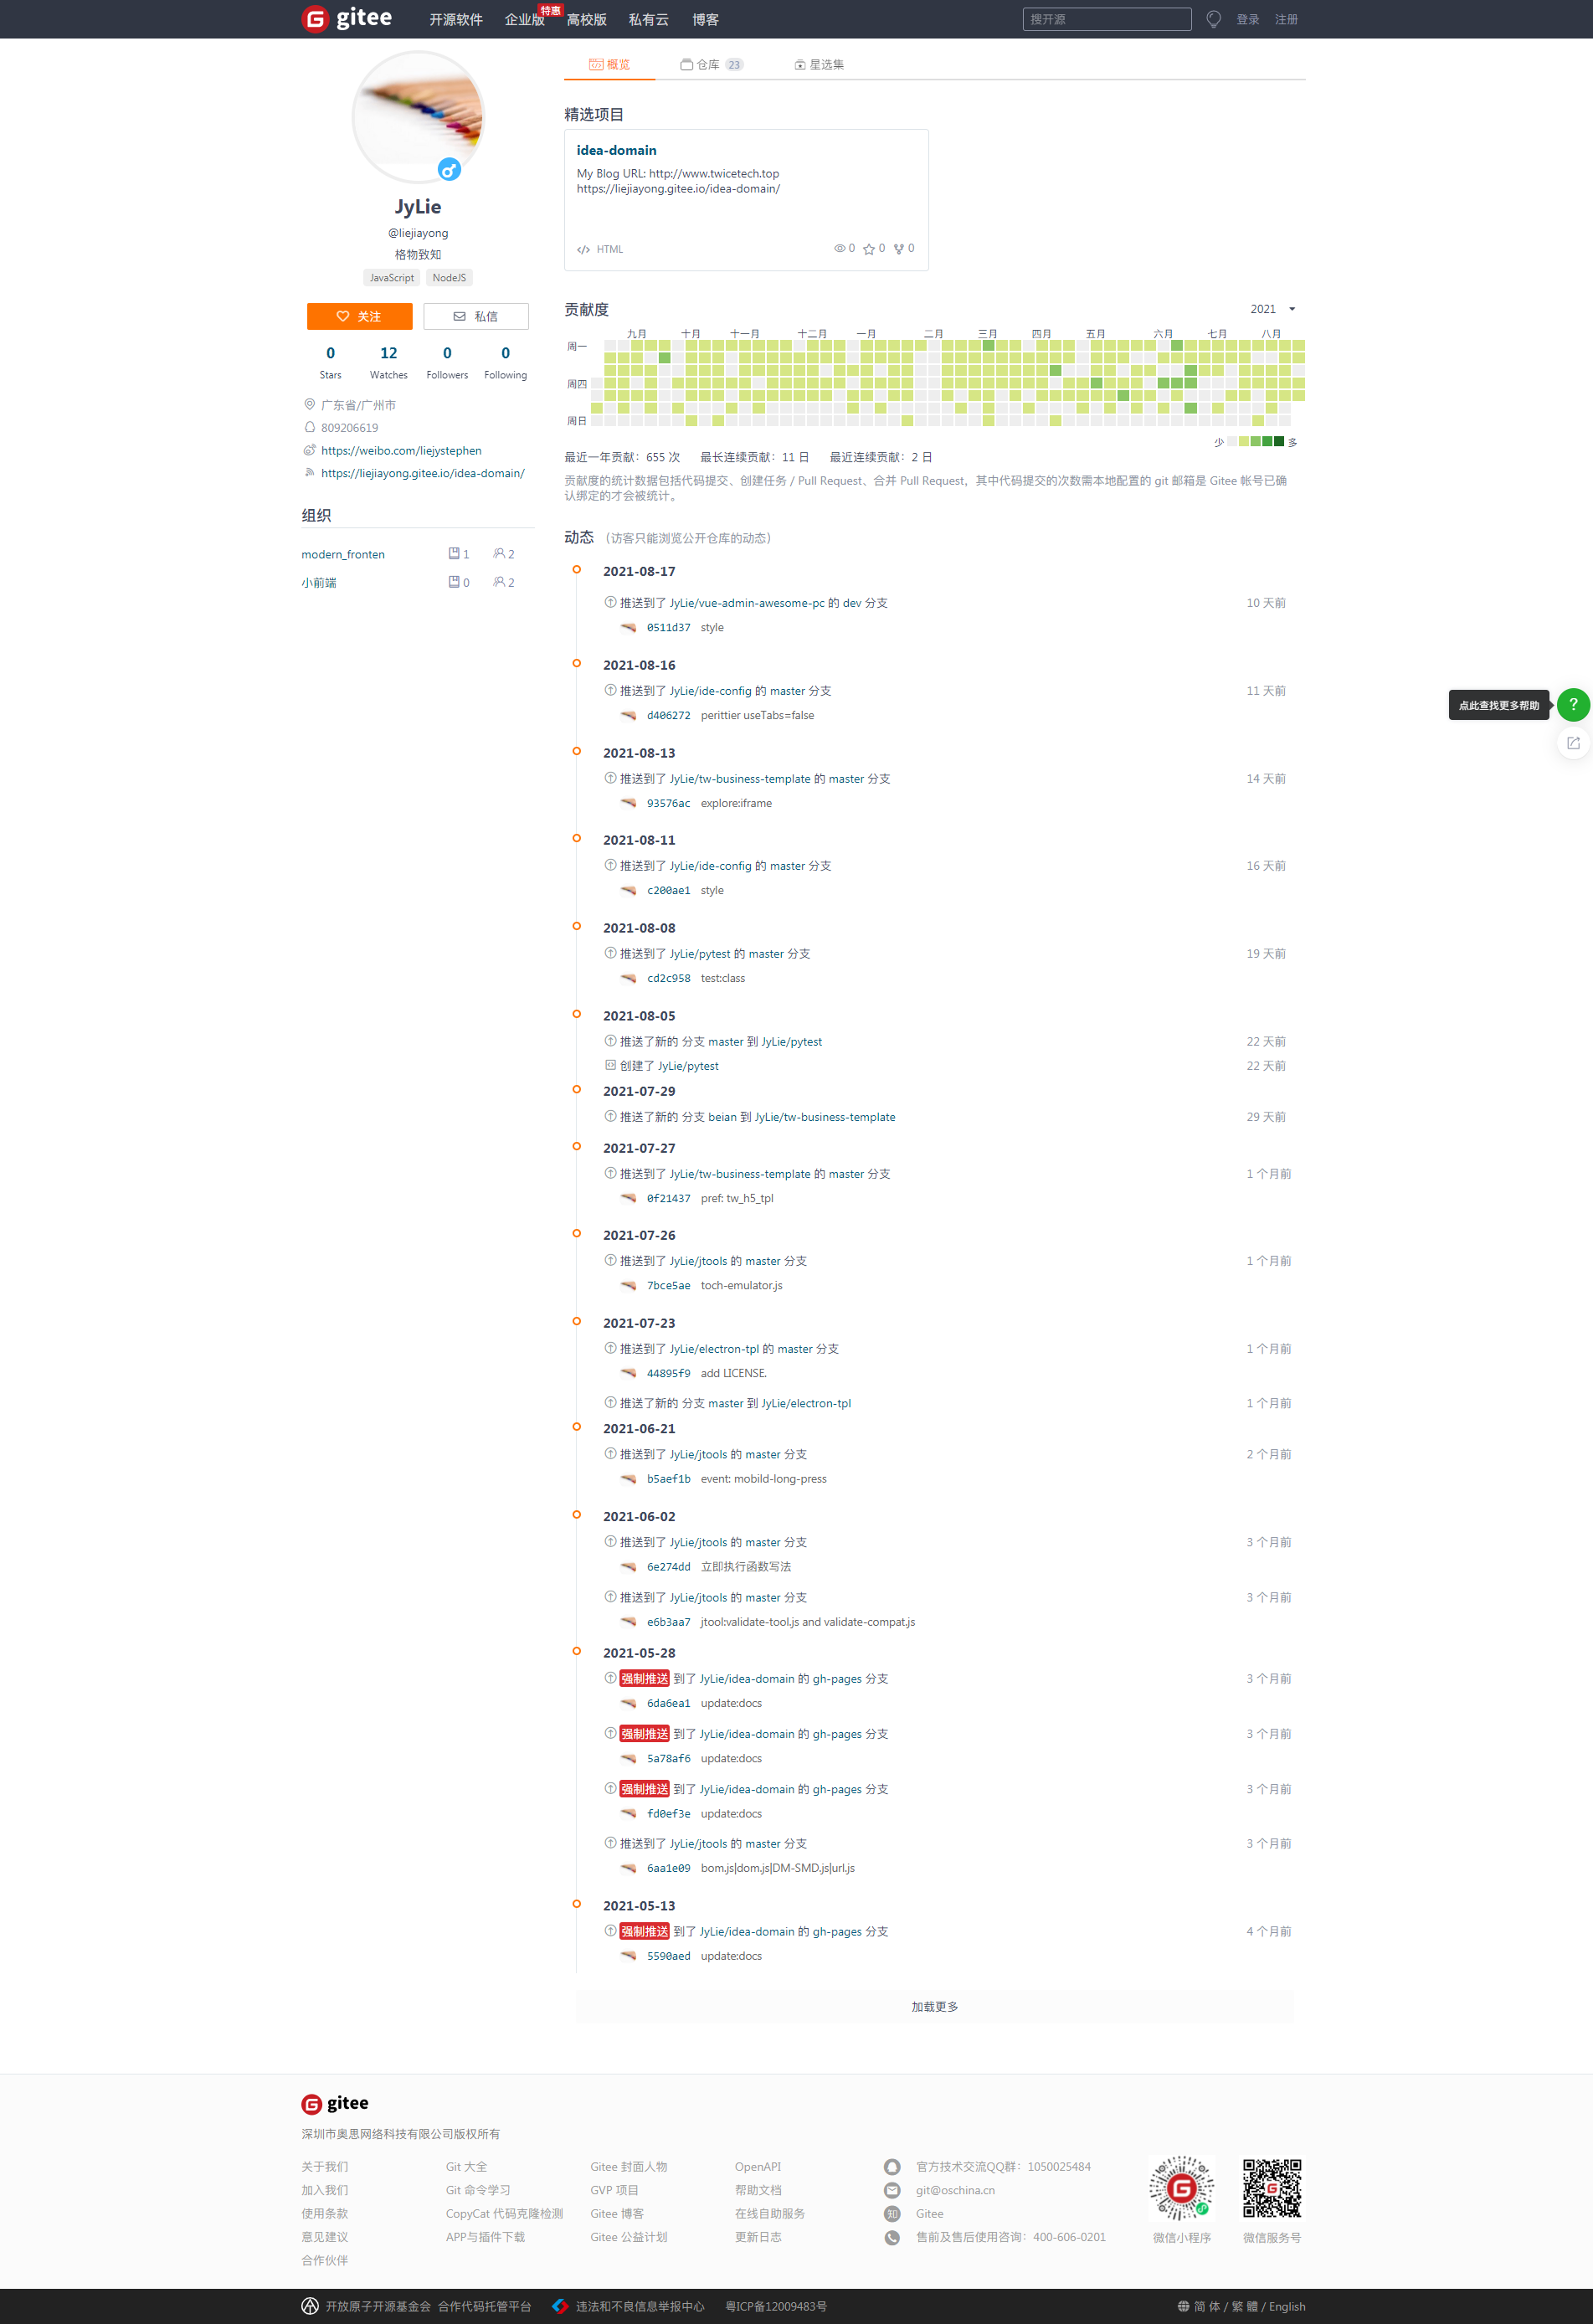 gitee
开源软件 企业版 特惠 高校版 私有云 博客
搜开源
登录 注册
JyLie
@liejiayong
格物致知
JavaScript NodeJS
关注 私信
0 12 0 0
Stars Watches Followers Following
广东省/广州市
809206619
https://weibo.com/liejystephen
https://liejiayong.gitee.io/idea-domain/
组织
modern_fronten 1 2
小前端 0 2
概览 仓库 23 星选集
精选项目
idea-domain
My Blog URL: http://www.twicetech.top
https://liejiayong.gitee.io/idea-domain/
HTML 0 0 0
贡献度 2021
九月 十月 十一月 十二月 一月 二月 三月 四月 五月 六月 七月 八月
周一
周四
周日
少 多
最近一年贡献：655 次 最长连续贡献：11 日 最近连续贡献：2 日
贡献度的统计数据包括代码提交、创建任务 / Pull Request、合并 Pull Request，其中代码提交的次数需本地配置的 git 邮箱是 Gitee 帐号已确
认绑定的才会被统计。
动态 （访客只能浏览公开仓库的动态）
2021-08-17
推送到了 JyLie/vue-admin-awesome-pc 的 dev 分支 10 天前
0511d37 style
2021-08-16
推送到了 JyLie/ide-config 的 master 分支 11 天前
d406272 perittier useTabs=false
2021-08-13
推送到了 JyLie/tw-business-template 的 master 分支 14 天前
93576ac explore:iframe
2021-08-11
推送到了 JyLie/ide-config 的 master 分支 16 天前
c200ae1 style
2021-08-08
推送到了 JyLie/pytest 的 master 分支 19 天前
cd2c958 test:class
2021-08-05
推送了新的 分支 master 到 JyLie/pytest 22 天前
创建了 JyLie/pytest 22 天前
2021-07-29
推送了新的 分支 beian 到 JyLie/tw-business-template 29 天前
2021-07-27
推送到了 JyLie/tw-business-template 的 master 分支 1 个月前
0f21437 pref: tw_h5_tpl
2021-07-26
推送到了 JyLie/jtools 的 master 分支 1 个月前
7bce5ae toch-emulator.js
2021-07-23
推送到了 JyLie/electron-tpl 的 master 分支 1 个月前
44895f9 add LICENSE.
推送了新的 分支 master 到 JyLie/electron-tpl 1 个月前
2021-06-21
推送到了 JyLie/jtools 的 master 分支 2 个月前
b5aef1b event: mobild-long-press
2021-06-02
推送到了 JyLie/jtools 的 master 分支 3 个月前
6e274dd 立即执行函数写法
推送到了 JyLie/jtools 的 master 分支 3 个月前
e6b3aa7 jtool:validate-tool.js and validate-compat.js
2021-05-28
强制推送 到了 JyLie/idea-domain 的 gh-pages 分支 3 个月前
6da6ea1 update:docs
强制推送 到了 JyLie/idea-domain 的 gh-pages 分支 3 个月前
5a78af6 update:docs
强制推送 到了 JyLie/idea-domain 的 gh-pages 分支 3 个月前
fd0ef3e update:docs
推送到了 JyLie/jtools 的 master 分支 3 个月前
6aa1e09 bom.js|dom.js|DM-SMD.js|url.js
2021-05-13
强制推送 到了 JyLie/idea-domain 的 gh-pages 分支 4 个月前
5590aed update:docs
加载更多
点此查找更多帮助 ?
gitee
深圳市奥思网络科技有限公司版权所有
关于我们 Git 大全 Gitee 封面人物 OpenAPI 官方技术交流QQ群：1050025484
加入我们 Git 命令学习 GVP 项目 帮助文档 git@oschina.cn
使用条款 CopyCat 代码克隆检测 Gitee 博客 在线自助服务 知 Gitee
意见建议 APP与插件下载 Gitee 公益计划 更新日志 售前及售后使用咨询：400-606-0201
合作伙伴
微信小程序 微信服务号
开放原子开源基金会 合作代码托管平台 违法和不良信息举报中心 粤ICP备12009483号
简 体 / 繁 體 / English